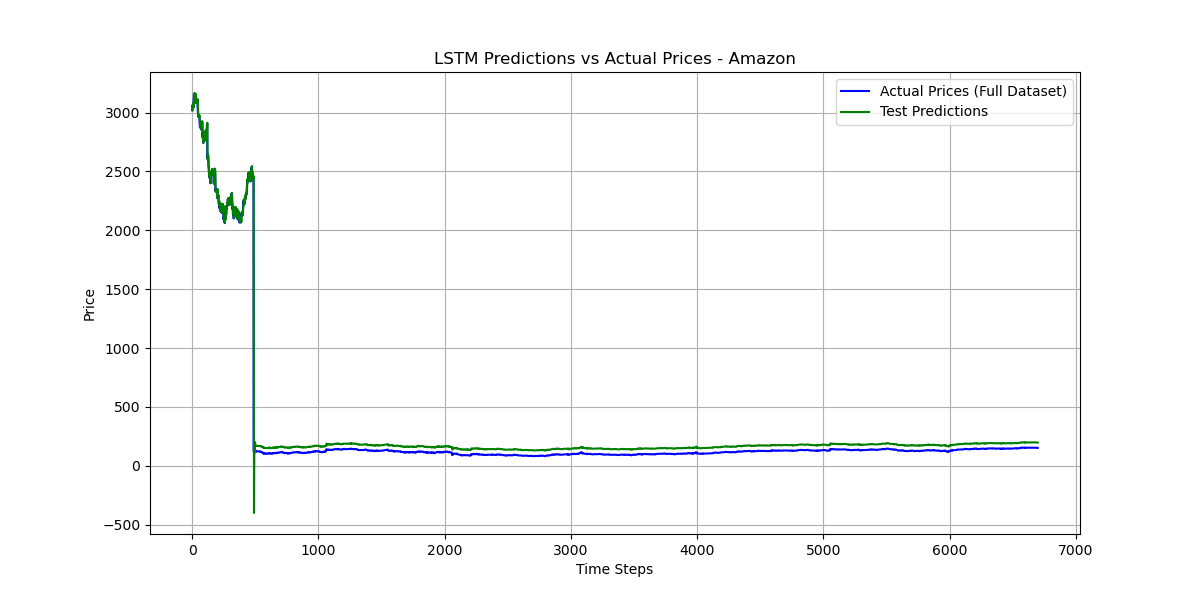 LSTM Predictions vs Actual Prices - Amazon
Actual Prices (Full Dataset)
Test Predictions
Price
3000
2500
2000
1500
1000
500
0
−500
0 1000 2000 3000 4000 5000 6000 7000
Time Steps